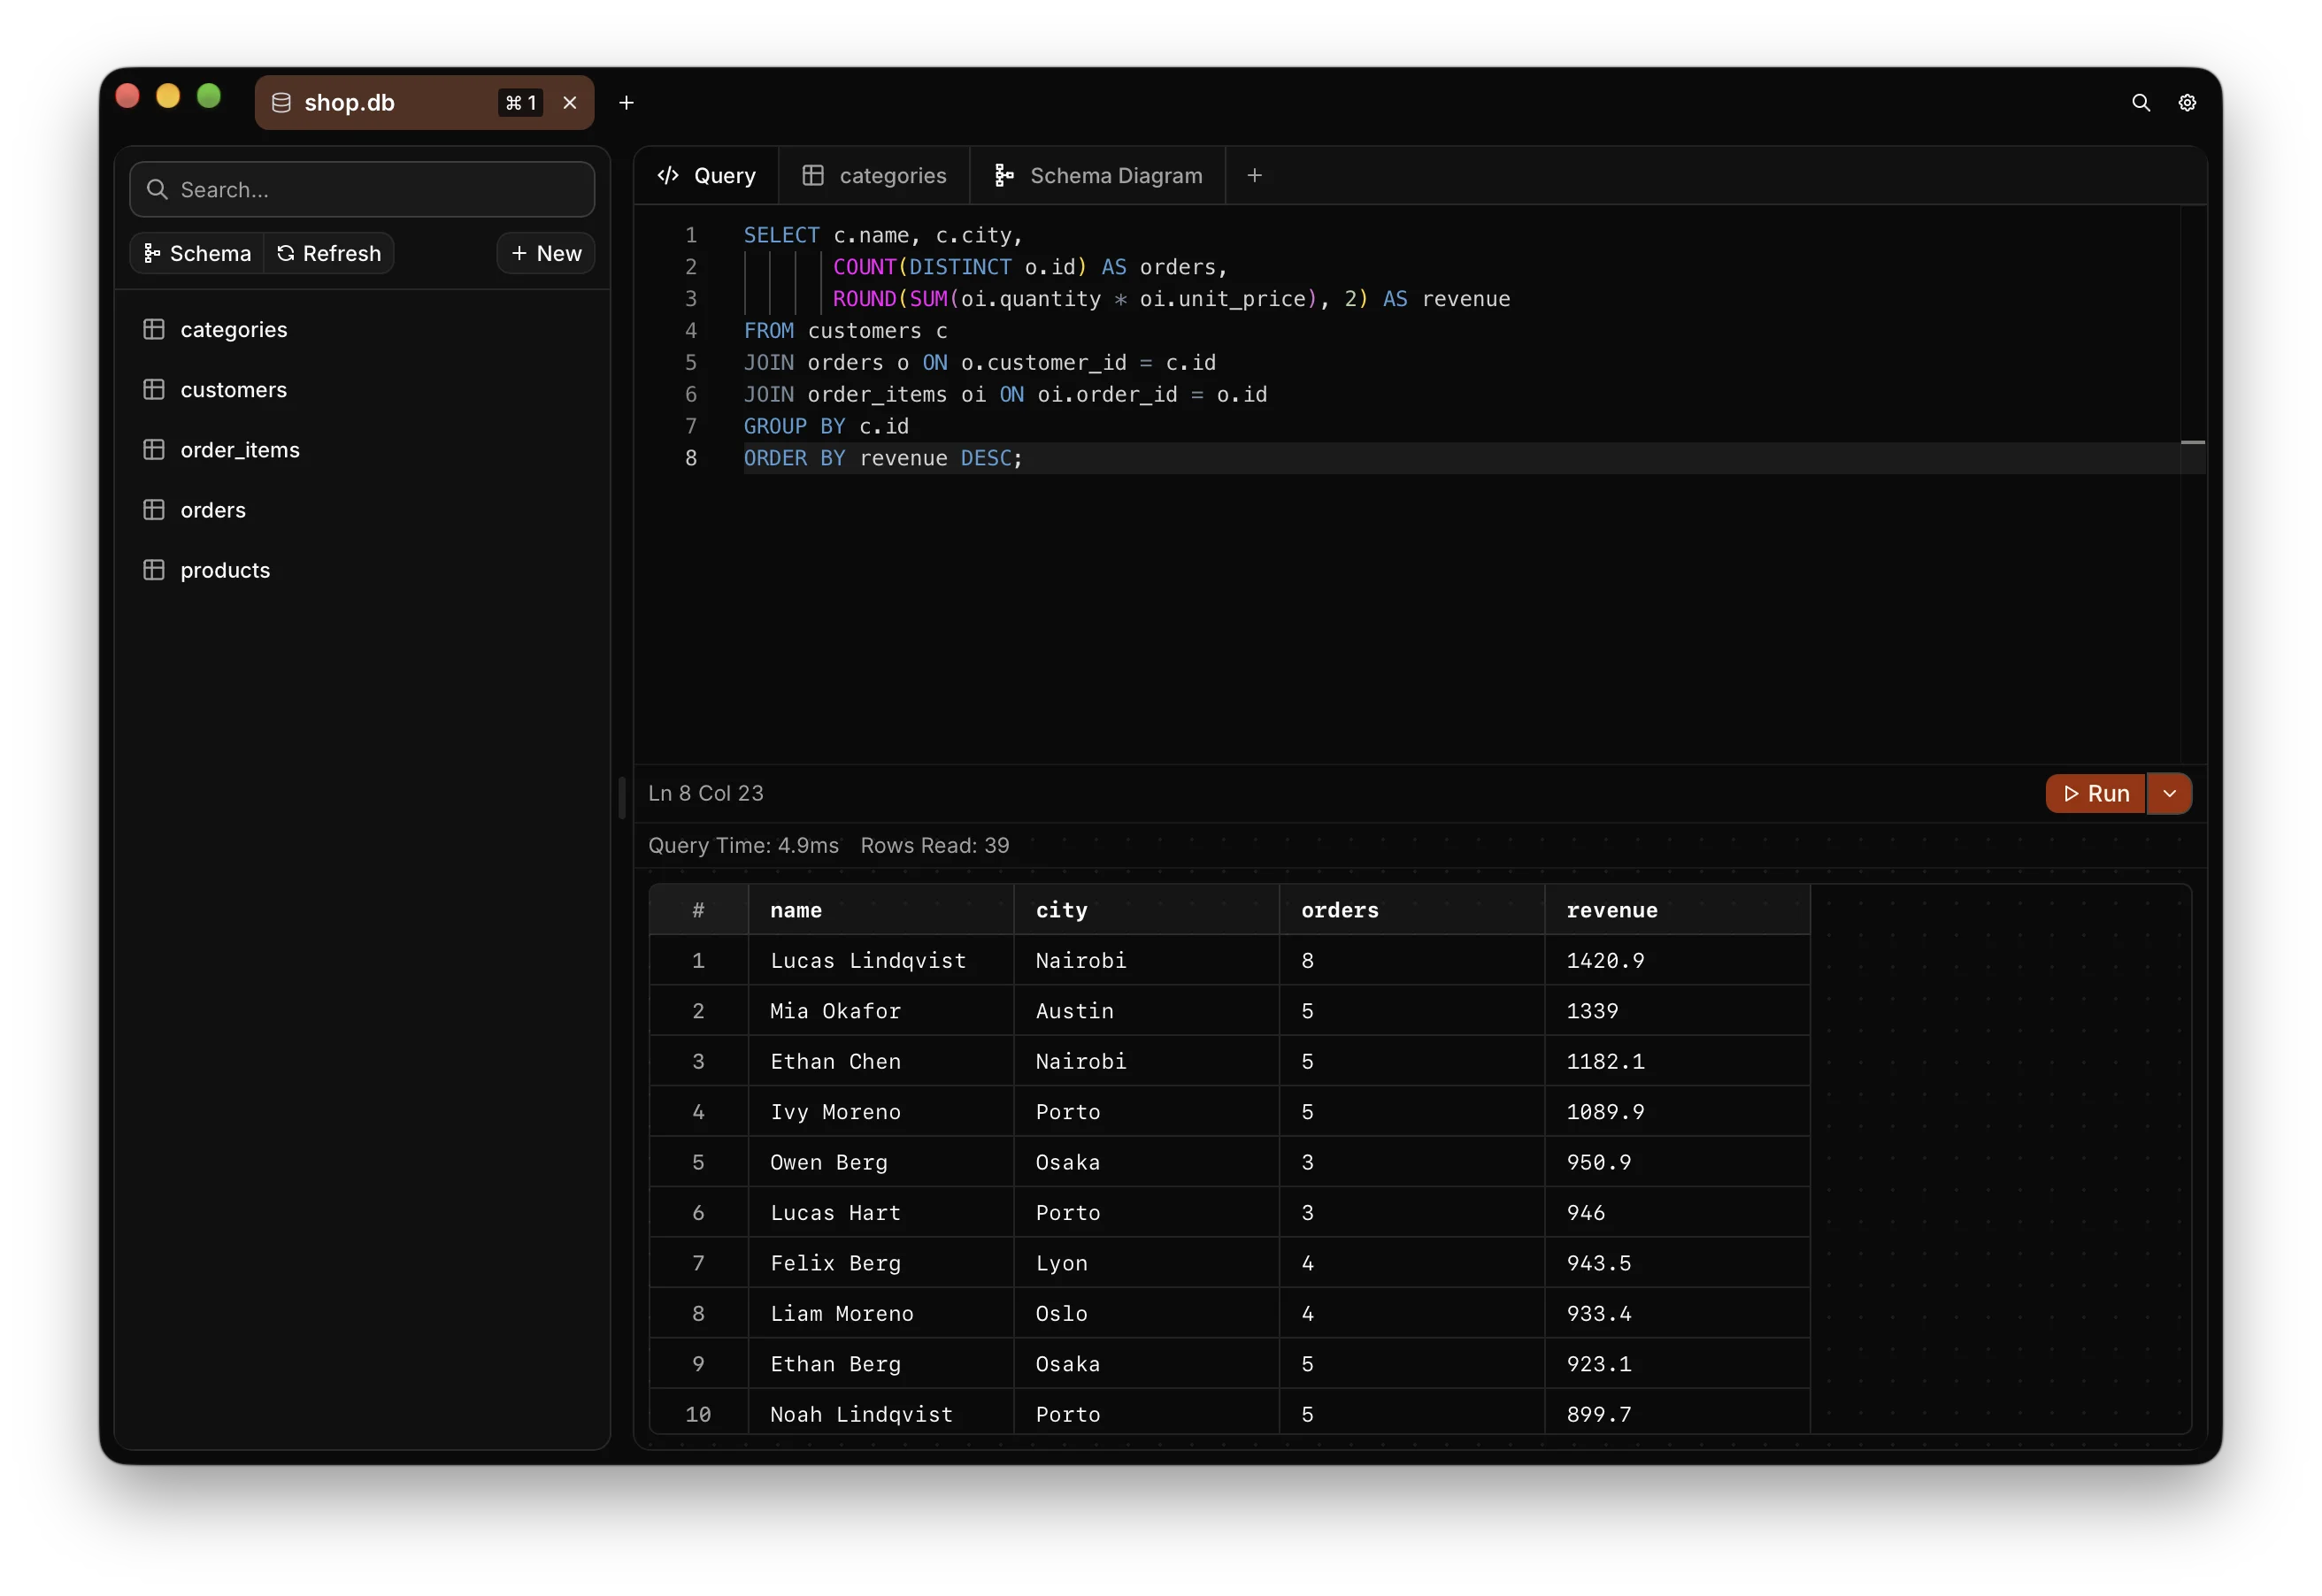 shop.db ⌘ 1
Search...
Schema Refresh New
categories
customers
order_items
orders
products
Query categories Schema Diagram
1 SELECT c.name, c.city,
2 COUNT(DISTINCT o.id) AS orders,
3 ROUND(SUM(oi.quantity * oi.unit_price), 2) AS revenue
4 FROM customers c
5 JOIN orders o ON o.customer_id = c.id
6 JOIN order_items oi ON oi.order_id = o.id
7 GROUP BY c.id
8 ORDER BY revenue DESC;
Ln 8 Col 23 Run
Query Time: 4.9ms Rows Read: 39
# name city orders revenue
1 Lucas Lindqvist Nairobi 8 1420.9
2 Mia Okafor Austin 5 1339
3 Ethan Chen Nairobi 5 1182.1
4 Ivy Moreno Porto 5 1089.9
5 Owen Berg Osaka 3 950.9
6 Lucas Hart Porto 3 946
7 Felix Berg Lyon 4 943.5
8 Liam Moreno Oslo 4 933.4
9 Ethan Berg Osaka 5 923.1
10 Noah Lindqvist Porto 5 899.7